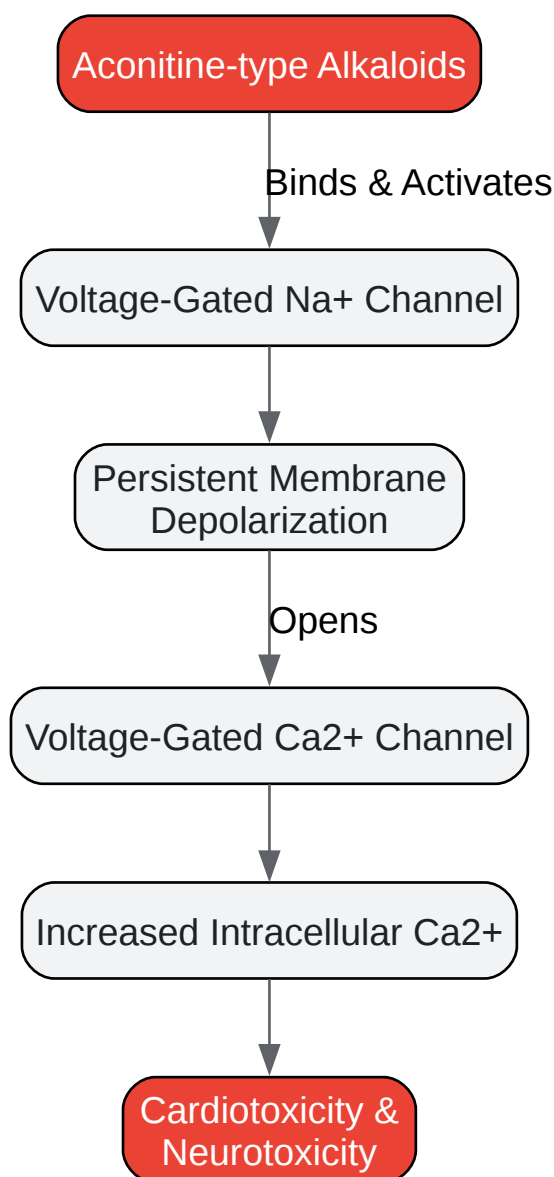 Aconitine-type Alkaloids
Binds & Activates
Voltage-Gated Na+ Channel
Persistent Membrane
Depolarization
Opens
Voltage-Gated Ca2+ Channel
Increased Intracellular Ca2+
Cardiotoxicity &
Neurotoxicity